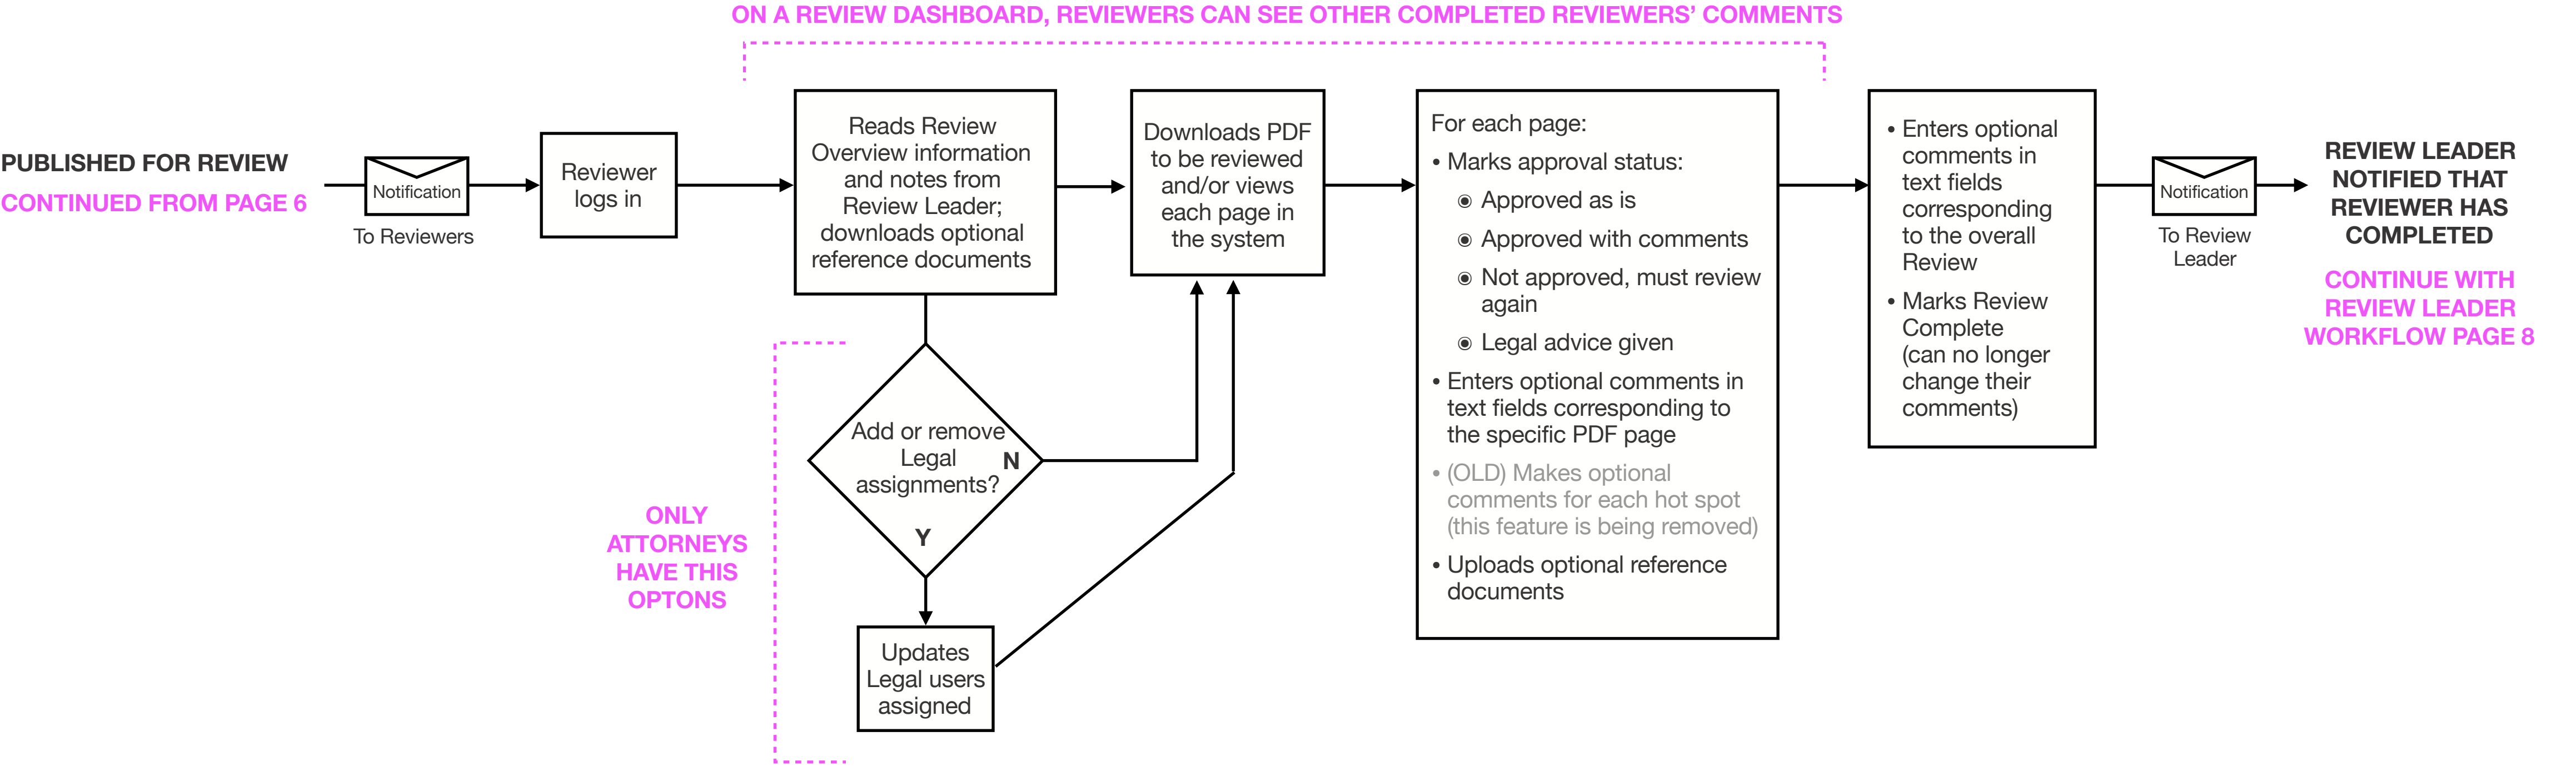 ON A REVIEW DASHBOARD, REVIEWERS CAN SEE OTHER COMPLETED REVIEWERS’ COMMENTS
PUBLISHED FOR REVIEW
CONTINUED FROM PAGE 6
Notification
To Reviewers
Reviewer
logs in
Reads Review
Overview information
and notes from
Review Leader;
downloads optional
reference documents
Add or remove
Legal
assignments?
N
Y
ONLY
ATTORNEYS
HAVE THIS
OPTONS
Updates
Legal users
assigned
Downloads PDF
to be reviewed
and/or views
each page in
the system
For each page:
• Marks approval status:
◉ Approved as is
◉ Approved with comments
◉ Not approved, must review
again
◉ Legal advice given
• Enters optional comments in
text fields corresponding to
the specific PDF page
• (OLD) Makes optional
comments for each hot spot
(this feature is being removed)
• Uploads optional reference
documents
• Enters optional
comments in
text fields
corresponding
to the overall
Review
• Marks Review
Complete
(can no longer
change their
comments)
Notification
To Review
Leader
REVIEW LEADER
NOTIFIED THAT
REVIEWER HAS
COMPLETED
CONTINUE WITH
REVIEW LEADER
WORKFLOW PAGE 8